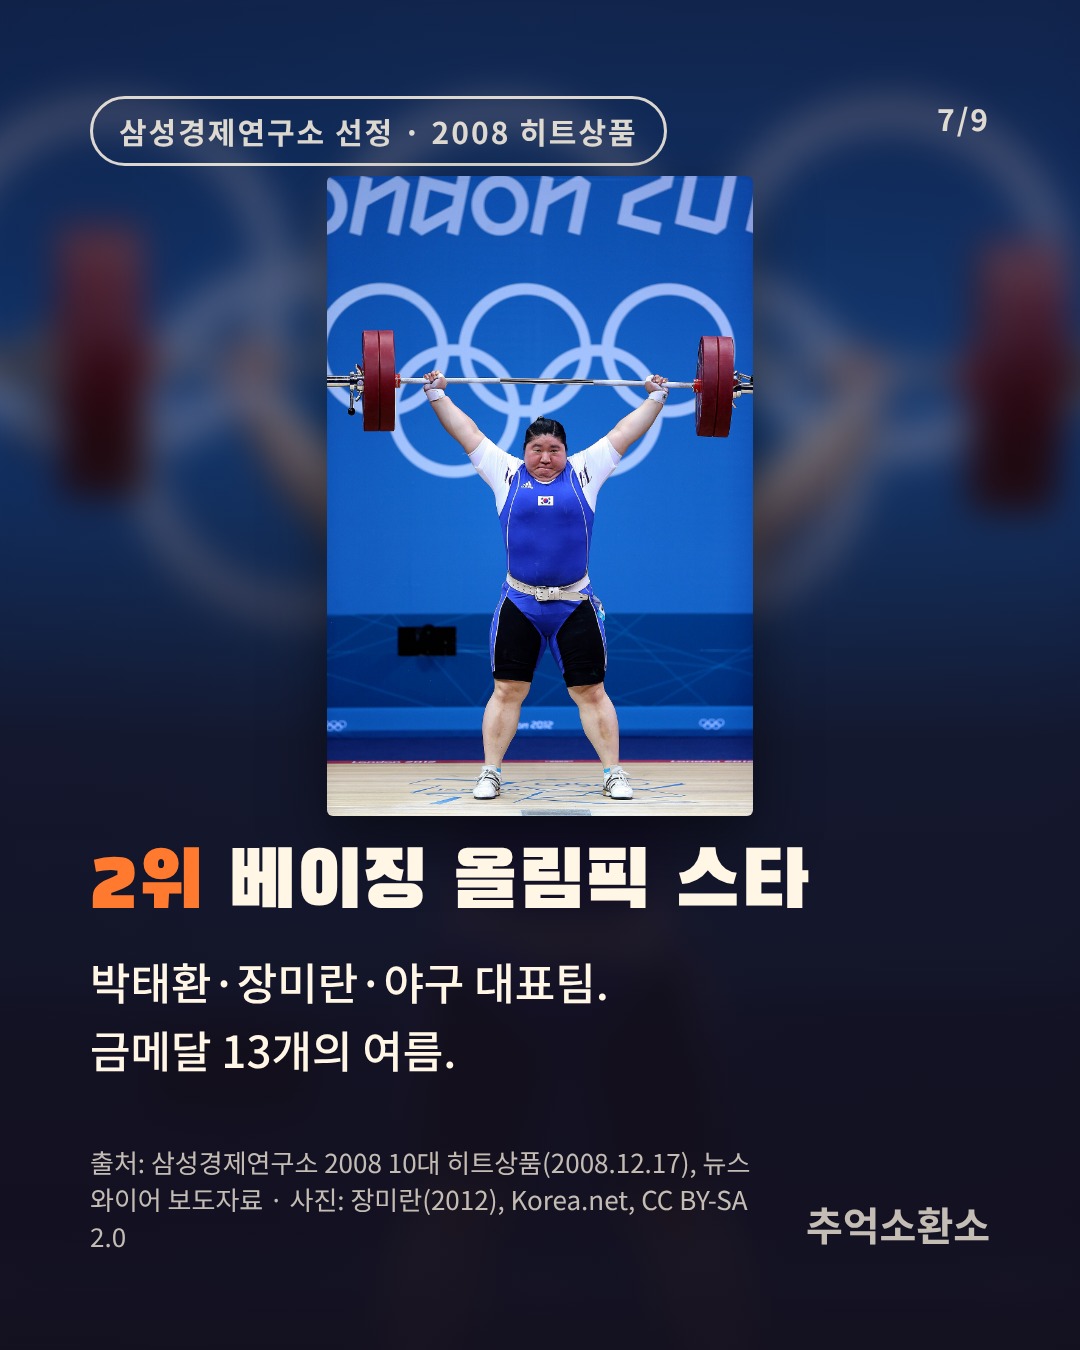 삼성경제연구소 선정 · 2008 히트상품
7/9
ondon 20
on 2012
2위 베이징 올림픽 스타
박태환·장미란·야구 대표팀.
금메달 13개의 여름.
출처: 삼성경제연구소 2008 10대 히트상품(2008.12.17), 뉴스
와이어 보도자료 · 사진: 장미란(2012), Korea.net, CC BY-SA
2.0
추억소환소